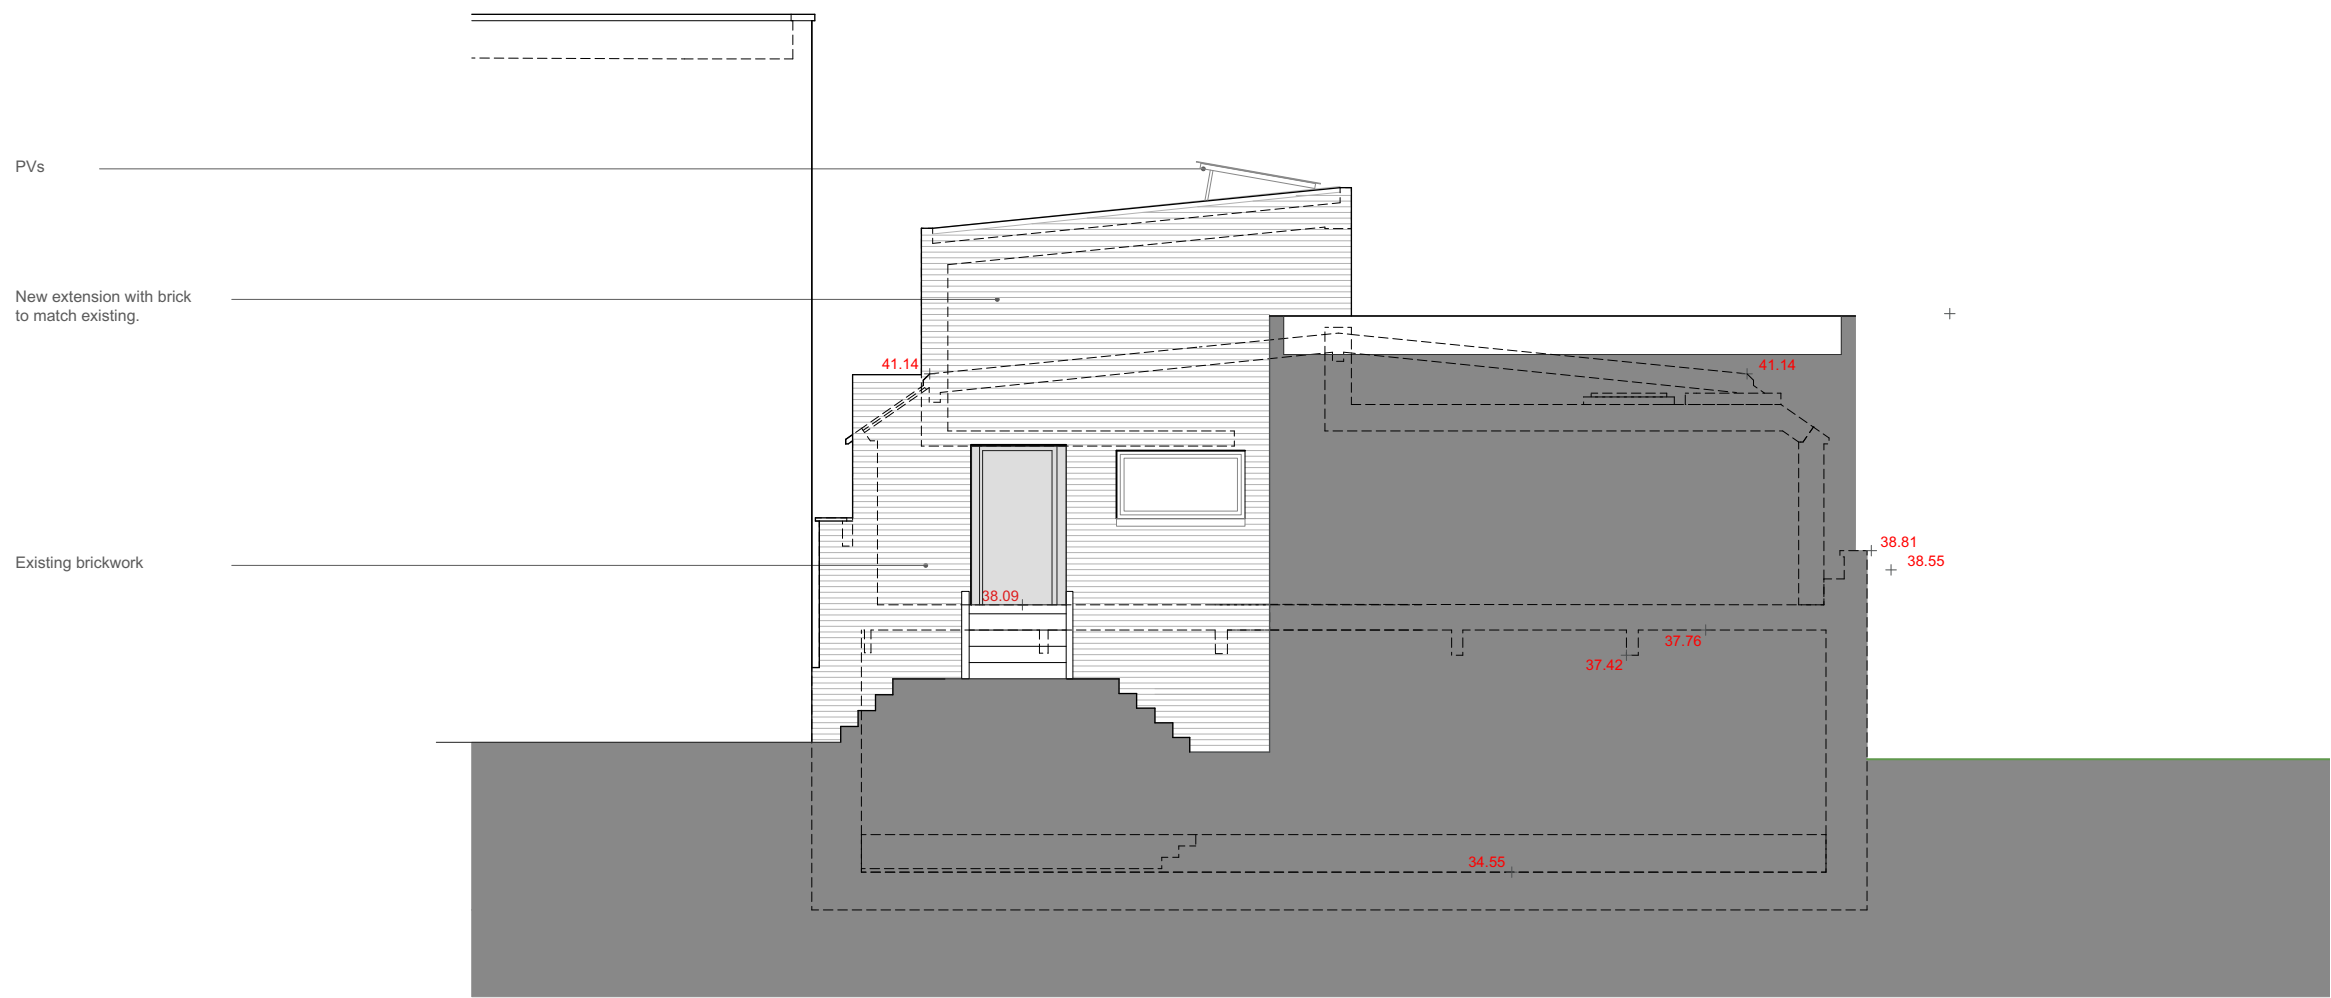 PVs
New extension with brick
to match existing.
41.14
41.14
38.81
38.55
Existing brickwork
38.09
37.76
37.42
34.55